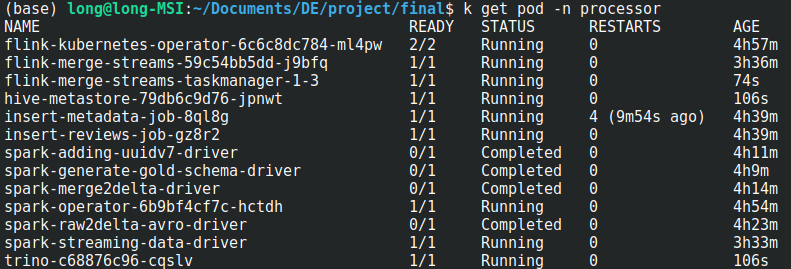 (base) long@long-MSI:~/Documents/DE/project/final$ k get pod -n processor
NAME READY STATUS RESTARTS AGE
flink-kubernetes-operator-6c6c8dc784-ml4pw 2/2 Running 0 4h57m
flink-merge-streams-59c54bb5dd-j9bfq 1/1 Running 0 3h36m
flink-merge-streams-taskmanager-1-3 1/1 Running 0 74s
hive-metastore-79db6c9d76-jpnwt 1/1 Running 0 106s
insert-metadata-job-8ql8g 1/1 Running 4 (9m54s ago) 4h39m
insert-reviews-job-gz8r2 1/1 Running 0 4h39m
spark-adding-uuidv7-driver 0/1 Completed 0 4h11m
spark-generate-gold-schema-driver 0/1 Completed 0 4h9m
spark-merge2delta-driver 0/1 Completed 0 4h14m
spark-operator-6b9bf4cf7c-hctdh 1/1 Running 0 4h54m
spark-raw2delta-avro-driver 0/1 Completed 0 4h23m
spark-streaming-data-driver 1/1 Running 0 3h33m
trino-c68876c96-cqslv 1/1 Running 0 106s